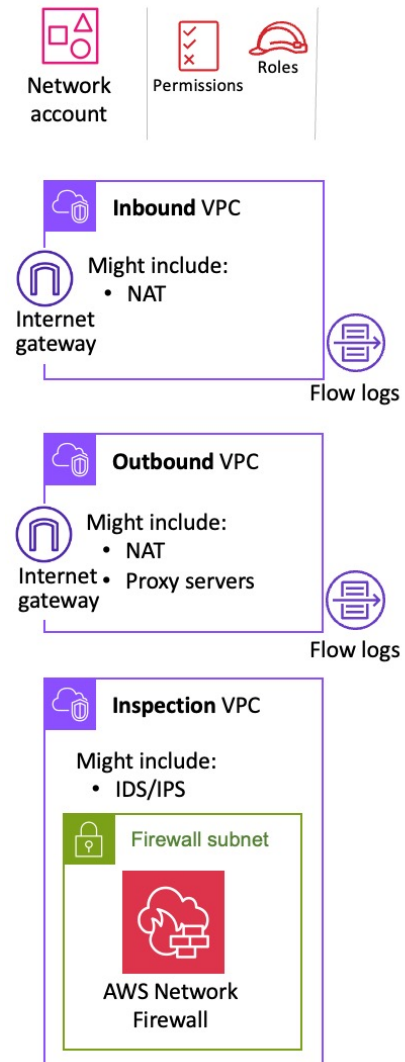 Network
account
Permissions
Roles
Inbound VPC
Might include:
• NAT
Internet
gateway
Flow logs
Outbound VPC
Might include:
• NAT
• Proxy servers
Internet
gateway
Flow logs
Inspection VPC
Might include:
• IDS/IPS
Firewall subnet
AWS Network
Firewall